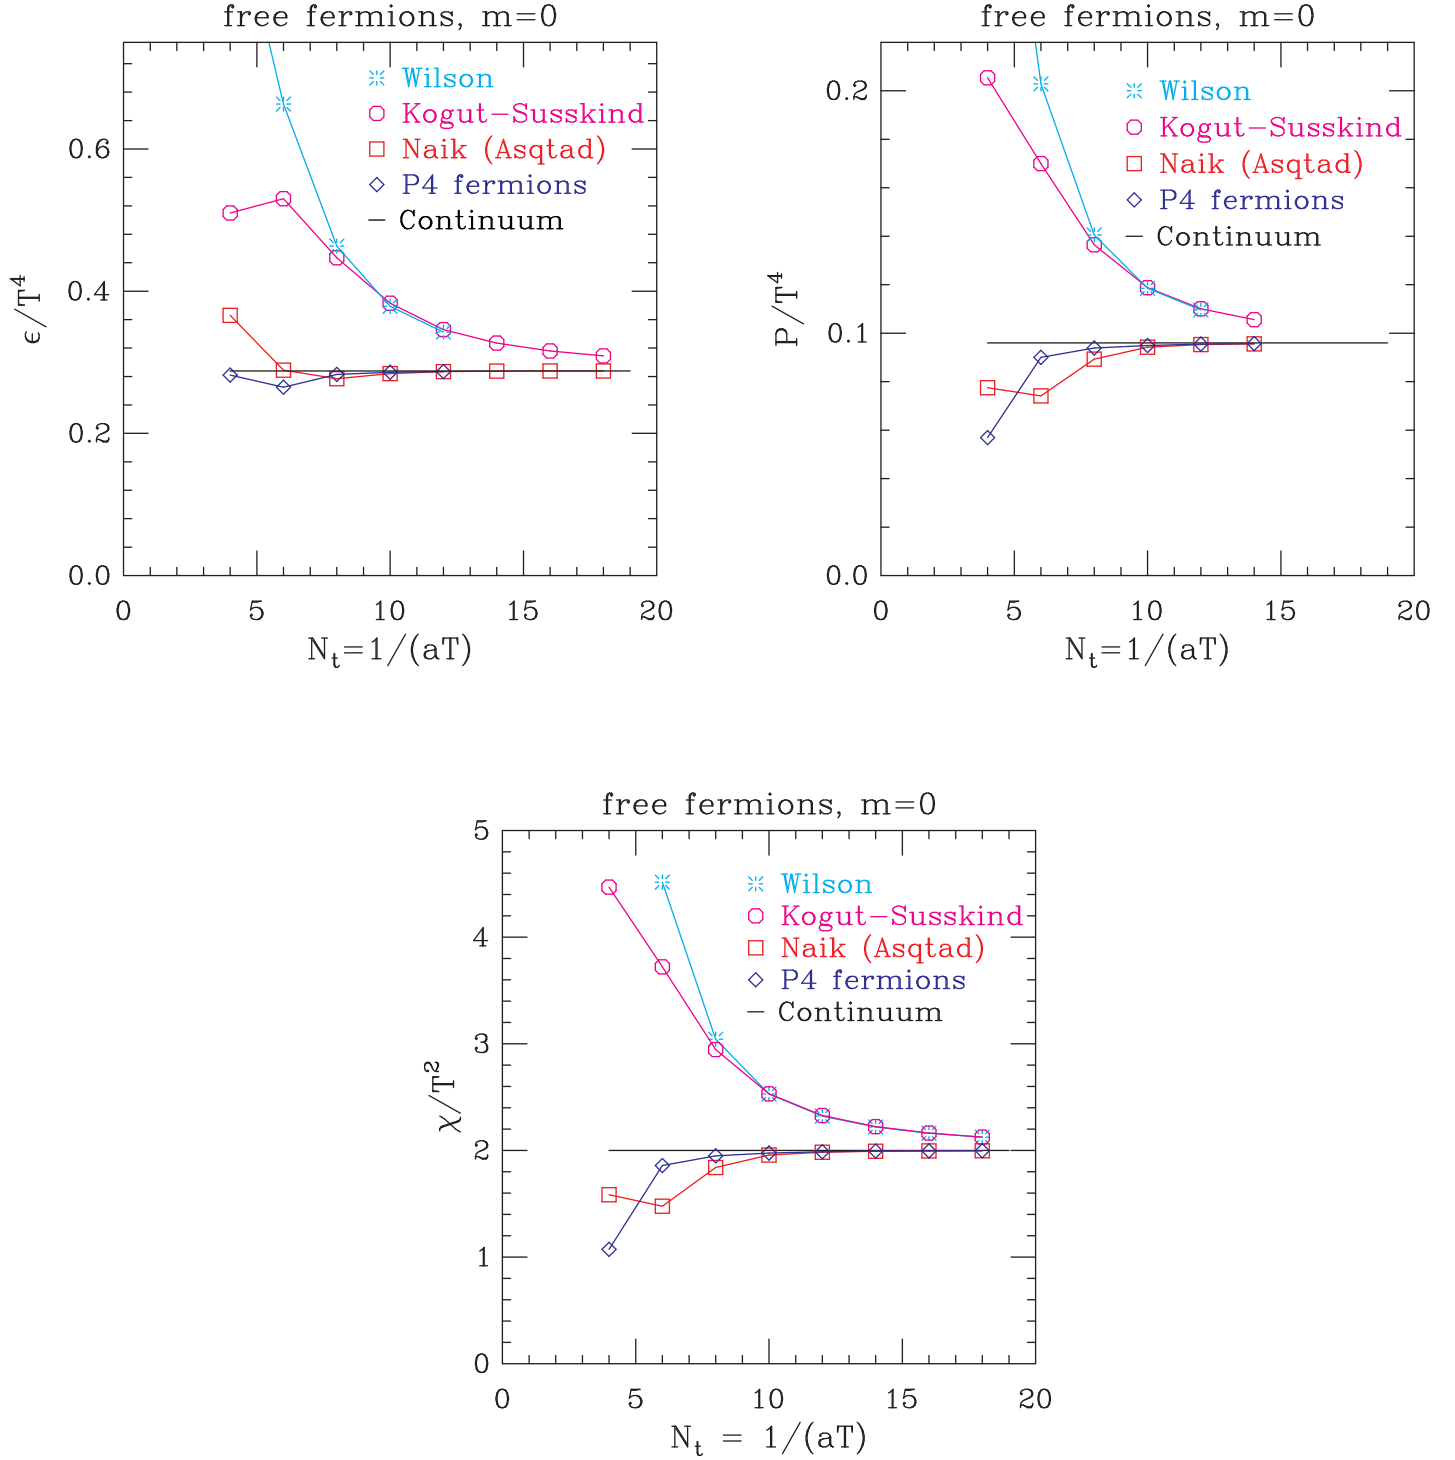 free fermions, m=0
Wilson
Kogut−Susskind
Naik (Asqtad)
P4 fermions
Continuum
ϵ/T⁴
0.6
0.4
0.2
0.0
0 5 10 15 20
Nₜ=1/(aT)
free fermions, m=0
Wilson
Kogut−Susskind
Naik (Asqtad)
P4 fermions
Continuum
P/T⁴
0.2
0.1
0.0
0 5 10 15 20
Nₜ=1/(aT)
free fermions, m=0
Wilson
Kogut−Susskind
Naik (Asqtad)
P4 fermions
Continuum
χ/T²
5
4
3
2
1
0
0 5 10 15 20
Nₜ = 1/(aT)